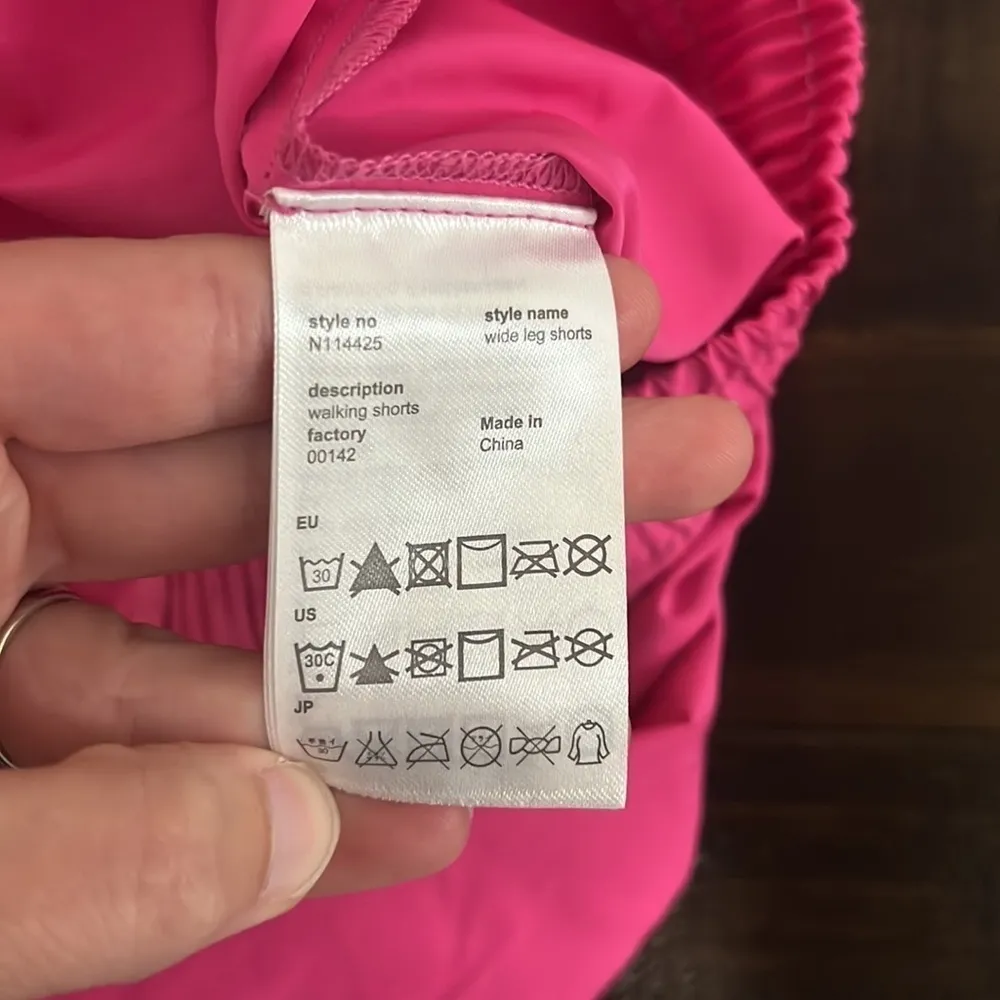 style no
N114425
style name
wide leg shorts
description
walking shorts
factory
00142
Made in
China
EU
30
US
30C
JP
30